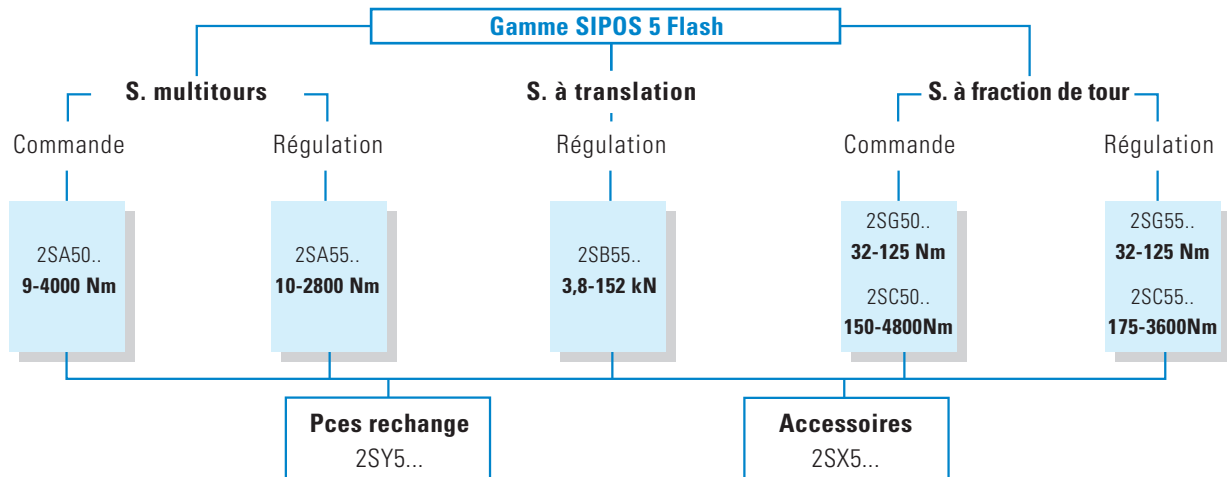 Gamme SIPOS 5 Flash
S. multitours
S. à translation
S. à fraction de tour
Commande
Régulation
Régulation
Commande
Régulation
2SA50..
9-4000 Nm
2SA55..
10-2800 Nm
2SB55..
3,8-152 kN
2SG50..
32-125 Nm
2SC50..
150-4800Nm
2SG55..
32-125 Nm
2SC55..
175-3600Nm
Pces rechange
2SY5...
Accessoires
2SX5...